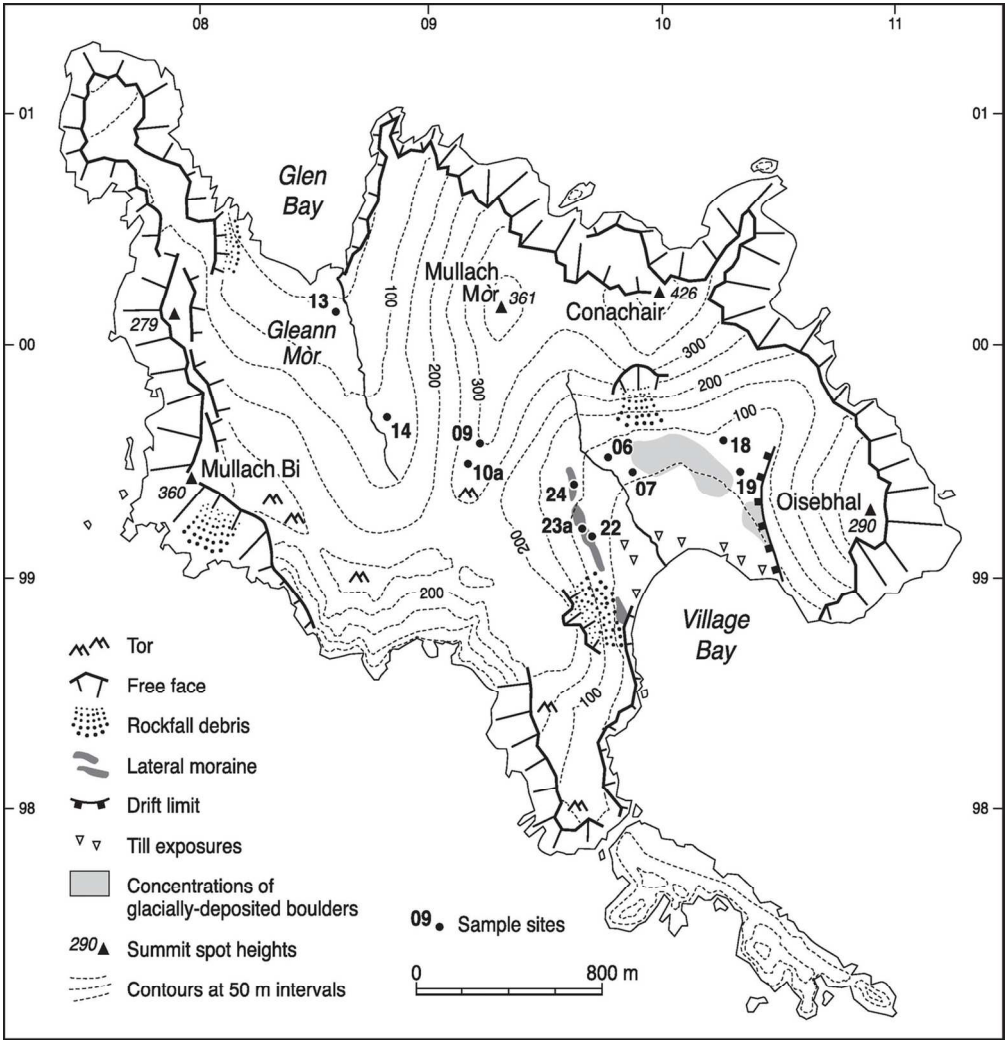 08 09 10 11
01 01
Glen
Bay
Mullach
Mòr 361
426
Conachair
13
279
Gleann
Mòr
100
00 00
300
200
300
200
100
14
09
06
18
Mullach Bi
10a
07
19
360
24
Oisebhal
290
23a 22
200
99 99
200
Village
Bay
100
98 98
Tor
Free face
Rockfall debris
Lateral moraine
Drift limit
Till exposures
Concentrations of
glacially-deposited boulders
290 Summit spot heights
Contours at 50 m intervals
09 Sample sites
0 800 m